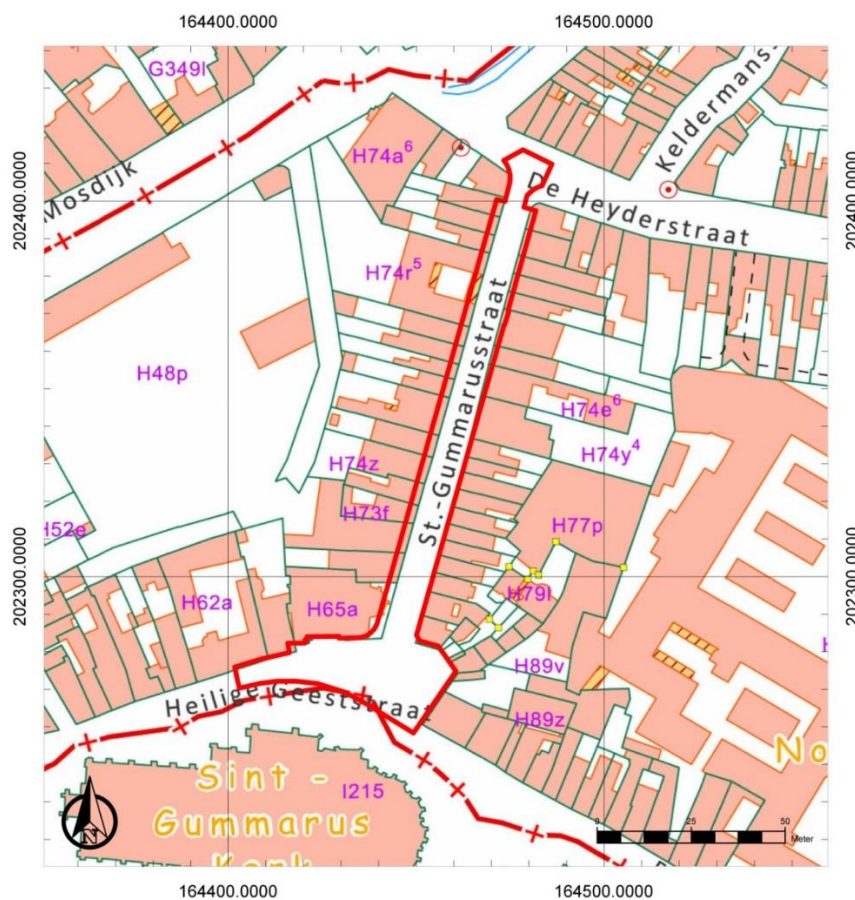 164400.0000
164500.0000
G349l
Keldermans
H74a6
Mosdijk
De Heyderstraat
202400.0000
202400.0000
H74r5
H48p
St.-Gummarusstraat
H74e6
H74y4
H74z
H73f
H77p
H52e
202300.0000
202300.0000
H79l
H62a
H65a
H89v
Heilige Geeststraat
H89z
No
Sint -
Gummarus
Kerk
I215
N
0 25 50
Meter
164400.0000
164500.0000